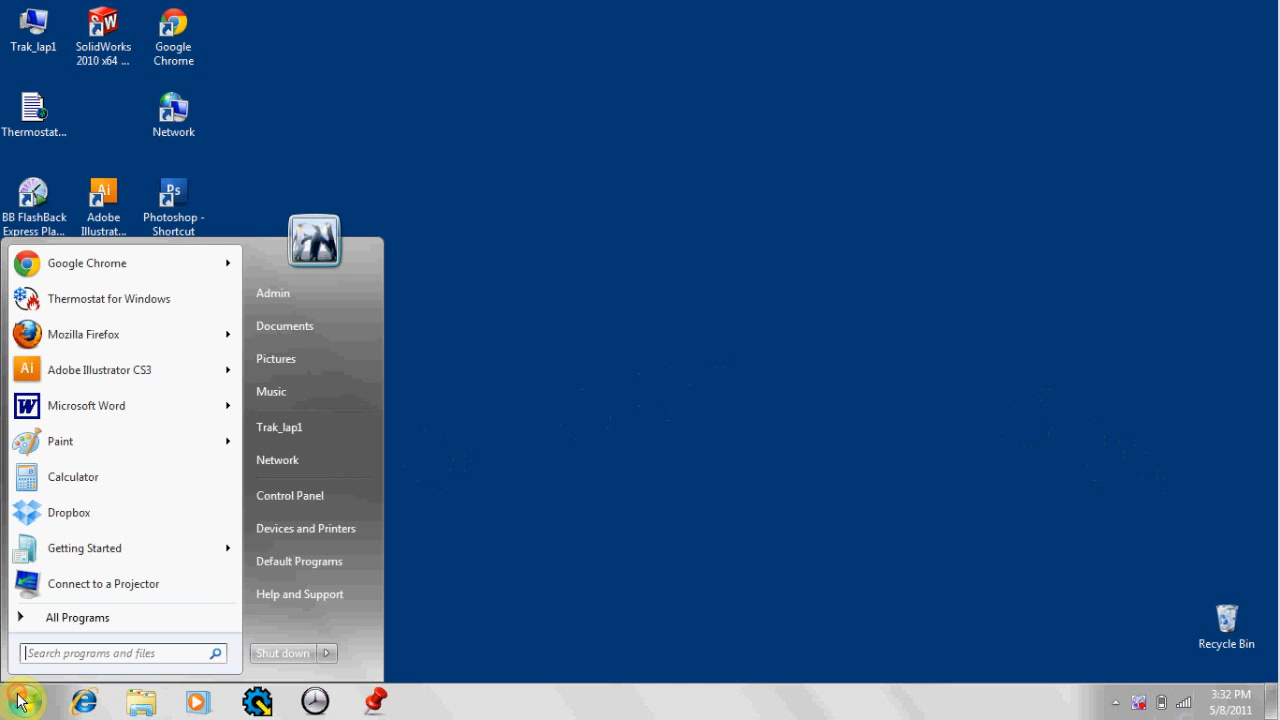 Trak_lap1
SolidWorks
2010 x64 ...
Google
Chrome
Thermostat...
Network
BB FlashBack
Express Pla...
Ai
Adobe
Illustrat...
Ps
Photoshop -
Shortcut
Google Chrome
Thermostat for Windows
Mozilla Firefox
Ai
Adobe Illustrator CS3
W
Microsoft Word
Paint
Calculator
Dropbox
Getting Started
Connect to a Projector
All Programs
Search programs and files
Admin
Documents
Pictures
Music
Trak_lap1
Network
Control Panel
Devices and Printers
Default Programs
Help and Support
Shut down
Recycle Bin
3:32 PM
5/8/2011